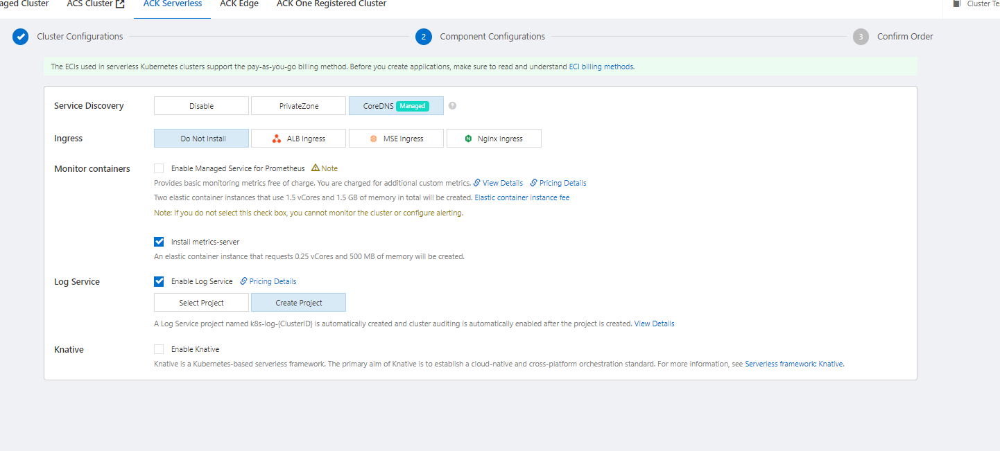 aged Cluster ACS Cluster ACK Serverless ACK Edge ACK One Registered Cluster Cluster Te
Cluster Configurations 2 Component Configurations 3 Confirm Order
The ECIs used in serverless Kubernetes clusters support the pay-as-you-go billing method. Before you create applications, make sure to read and understand ECI billing methods.
Service Discovery Disable PrivateZone CoreDNS Managed ?
Ingress Do Not Install ALB Ingress MSE Ingress N Nginx Ingress
Monitor containers Enable Managed Service for Prometheus Note
Provides basic monitoring metrics free of charge. You are charged for additional custom metrics. View Details Pricing Details
Two elastic container instances that use 1.5 vCores and 1.5 GB of memory in total will be created. Elastic container instance fee
Note: If you do not select this check box, you cannot monitor the cluster or configure alerting.
Install metrics-server
An elastic container instance that requests 0.25 vCores and 500 MB of memory will be created.
Log Service Enable Log Service Pricing Details
Select Project Create Project
A Log Service project named k8s-log-{ClusterID} is automatically created and cluster auditing is automatically enabled after the project is created. View Details
Knative Enable Knative
Knative is a Kubernetes-based serverless framework. The primary aim of Knative is to establish a cloud-native and cross-platform orchestration standard. For more information, see Serverless framework: Knative.